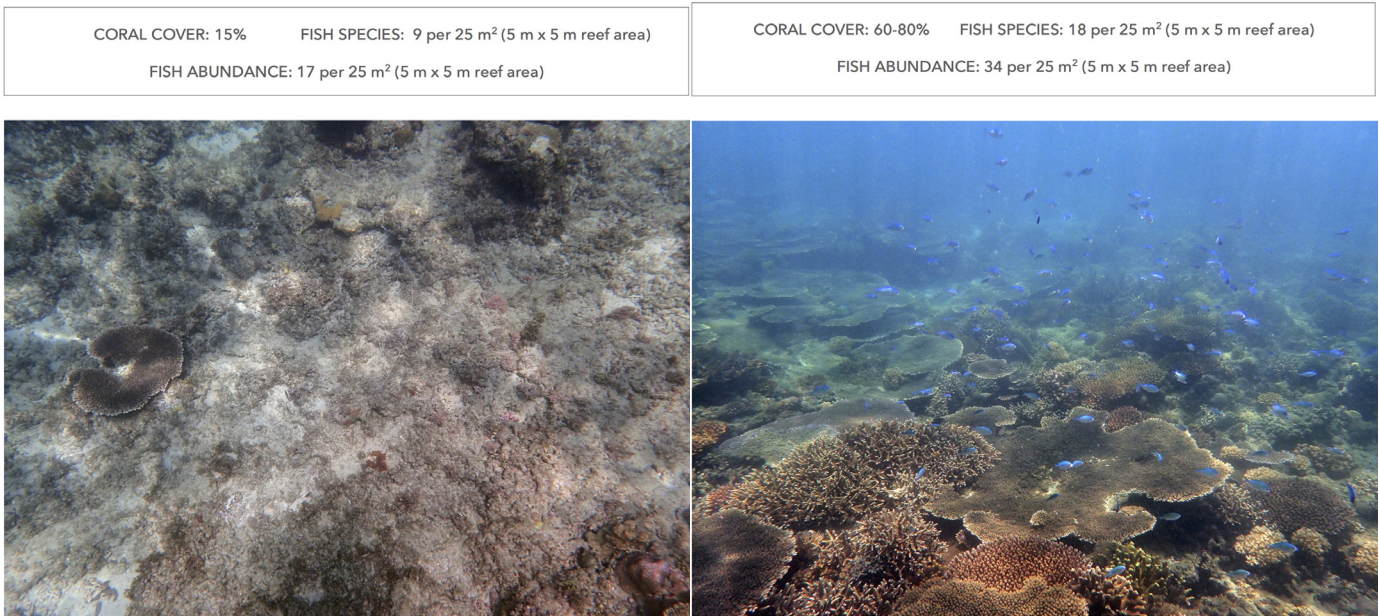 CORAL COVER: 15% FISH SPECIES: 9 per 25 m² (5 m x 5 m reef area)
FISH ABUNDANCE: 17 per 25 m² (5 m x 5 m reef area)
CORAL COVER: 60-80% FISH SPECIES: 18 per 25 m² (5 m x 5 m reef area)
FISH ABUNDANCE: 34 per 25 m² (5 m x 5 m reef area)